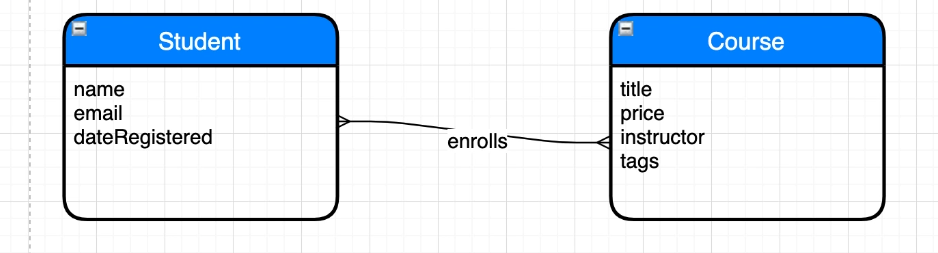 Student
name
email
dateRegistered
enrolls
Course
title
price
instructor
tags